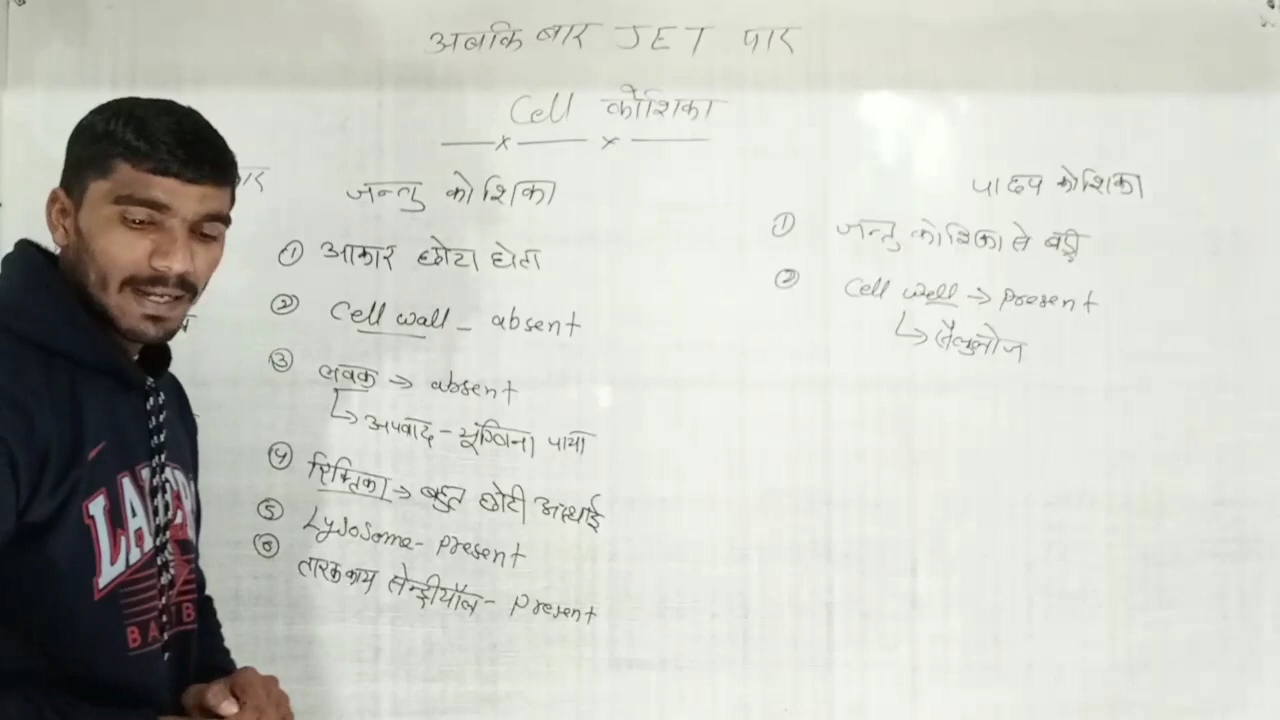 अबकि बार JET पार
Cell कोशिका
जन्तु कोशिका
① आकार छोटा होता
② Cell wall - absent
③ लवक → absent
↳ अपवाद - यूग्लिना पाया
④ रिक्तिका → बहुत छोटी अस्थाई
⑤ Lysosome - present
⑥ तारककाय सेन्ट्रीयॉल - present
पादप कोशिका
① जन्तु कोशिका से बड़ी
② Cell well → present
↳ सैलुलोज